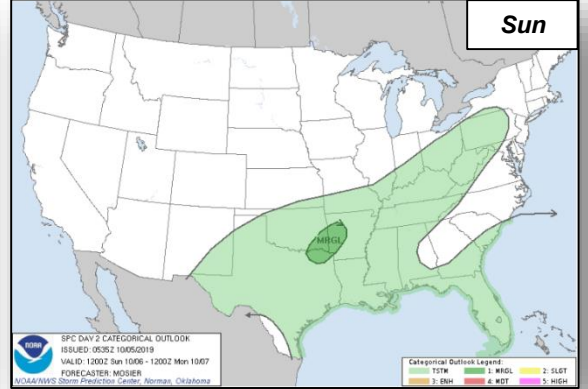 Sun
MRGL
NOAA
SPC DAY 2 CATEGORICAL OUTLOOK
ISSUED: 0535Z 10/05/2019
VALID: 1200Z Sun 10/06 - 1200Z Mon 10/07
FORECASTER: MOSIER
NOAA/NWS Storm Prediction Center, Norman, Oklahoma
Categorical Outlook Legend:
TSTM 1: MRGL 2: SLGT
3: ENH 4: MDT 5: HIGH